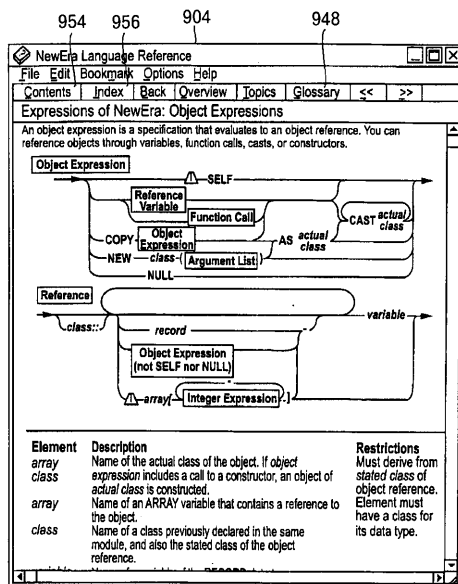 954 956 904 948
NewEra Language Reference
File Edit Bookmark Options Help
Contents Index Back Overview Topics Glossary << >>
Expressions of NewEra: Object Expressions
An object expression is a specification that evaluates to an object reference. You can
reference objects through variables, function calls, casts, or constructors.
Object Expression
! SELF
Reference
Variable
Function Call
CAST actual
class
COPY Object
Expression
AS actual
class
NEW class ( Argument List )
NULL
Reference
class::
record .
variable
Object Expression
(not SELF nor NULL)
! array[ Integer Expression ]
Element Description Restrictions
array Name of the actual class of the object. If object Must derive from
class expression includes a call to a constructor, an object of stated class of
actual class is constructed. object reference.
array Name of an ARRAY variable that contains a reference to Element must
the object. have a class for
class Name of a class previously declared in the same its data type.
module, and also the stated class of the object
reference.